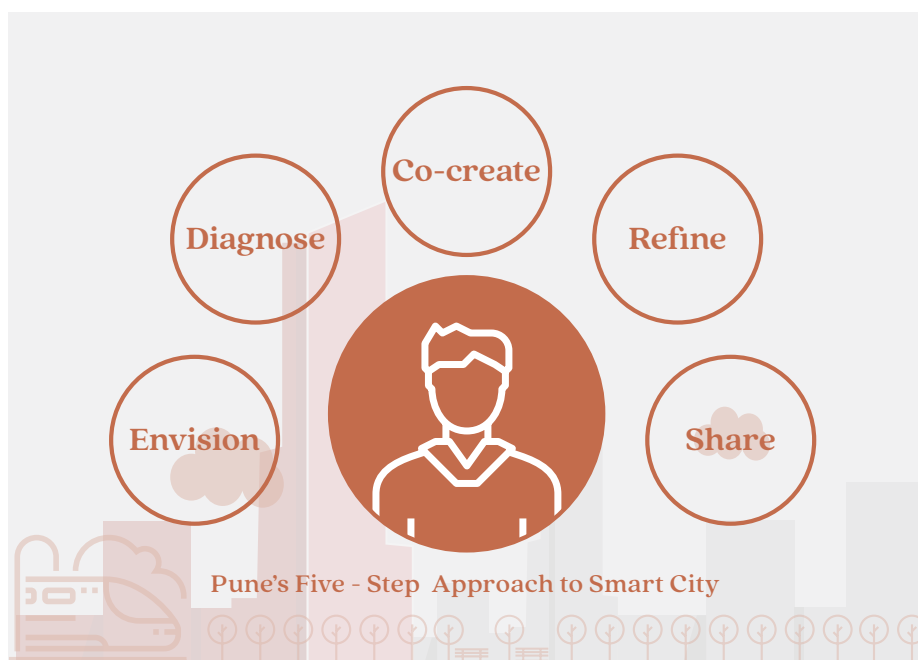 Envision
Diagnose
Co-create
Refine
Share
Pune's Five - Step Approach to Smart City